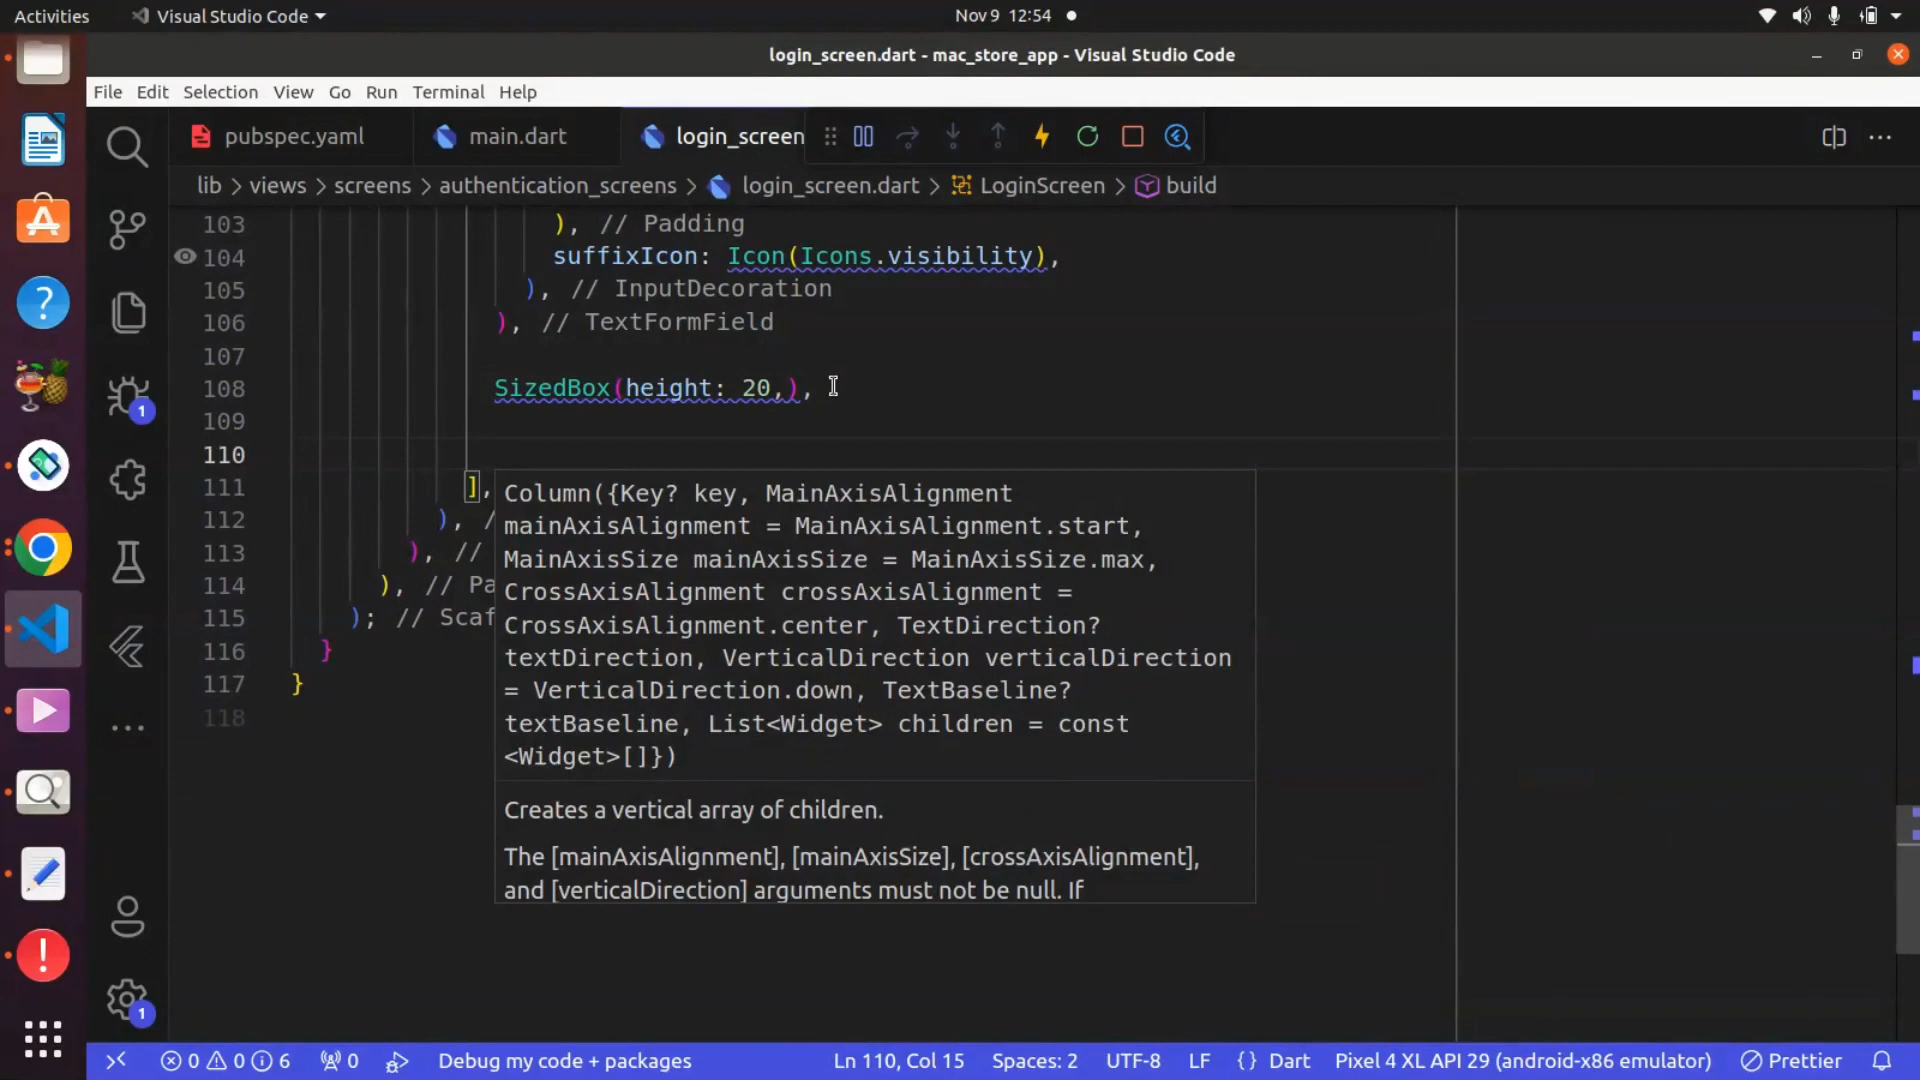 Activities
Visual Studio Code
Nov 9 12:54
login_screen.dart - mac_store_app - Visual Studio Code
File Edit Selection View Go Run Terminal Help
pubspec.yaml
main.dart
login_screen
lib > views > screens > authentication_screens > login_screen.dart > LoginScreen > build
103 ), // Padding
104 suffixIcon: Icon(Icons.visibility),
105 ), // InputDecoration
106 ), // TextFormField
107
108 SizedBox(height: 20,),
109
110
111 ],
112 ), /
113 ), //
114 ), // Pa
115 ); // Scaf
116 }
117 }
118
Column({Key? key, MainAxisAlignment
mainAxisAlignment = MainAxisAlignment.start,
MainAxisSize mainAxisSize = MainAxisSize.max,
CrossAxisAlignment crossAxisAlignment =
CrossAxisAlignment.center, TextDirection?
textDirection, VerticalDirection verticalDirection
= VerticalDirection.down, TextBaseline?
textBaseline, List<Widget> children = const
<Widget>[]})
Creates a vertical array of children.
The [mainAxisAlignment], [mainAxisSize], [crossAxisAlignment],
and [verticalDirection] arguments must not be null. If
1
1
0 0 6 0 Debug my code + packages Ln 110, Col 15 Spaces: 2 UTF-8 LF {} Dart Pixel 4 XL API 29 (android-x86 emulator) Prettier